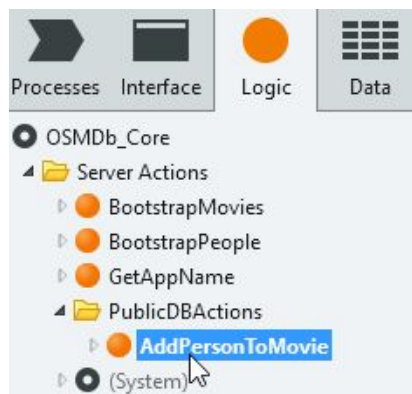 Processes Interface Logic Data
OSMDb_Core
Server Actions
BootstrapMovies
BootstrapPeople
GetAppName
PublicDBActions
AddPersonToMovie
(System)